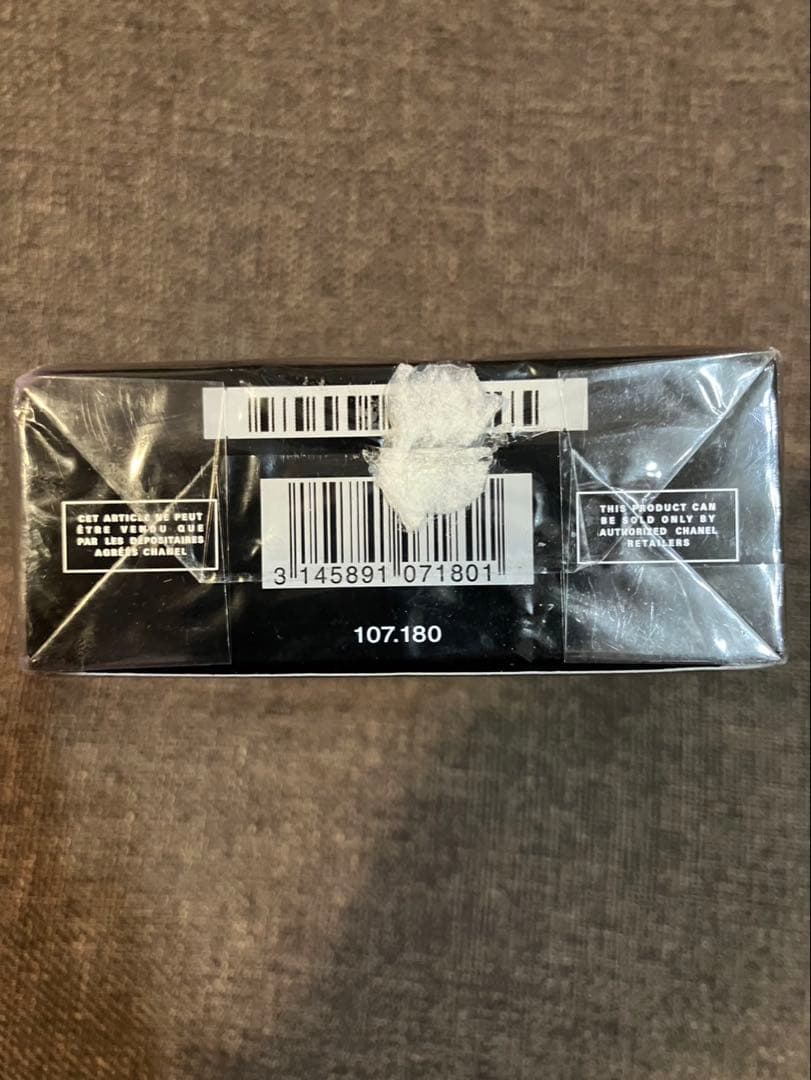 CET ARTICLE NE PEUT
ÊTRE VENDU QUE
PAR LES DÉPOSITAIRES
AGRÉÉS CHANEL
THIS PRODUCT CAN
BE SOLD ONLY BY
AUTHORIZED CHANEL
RETAILERS
3 145891 071801
107.180